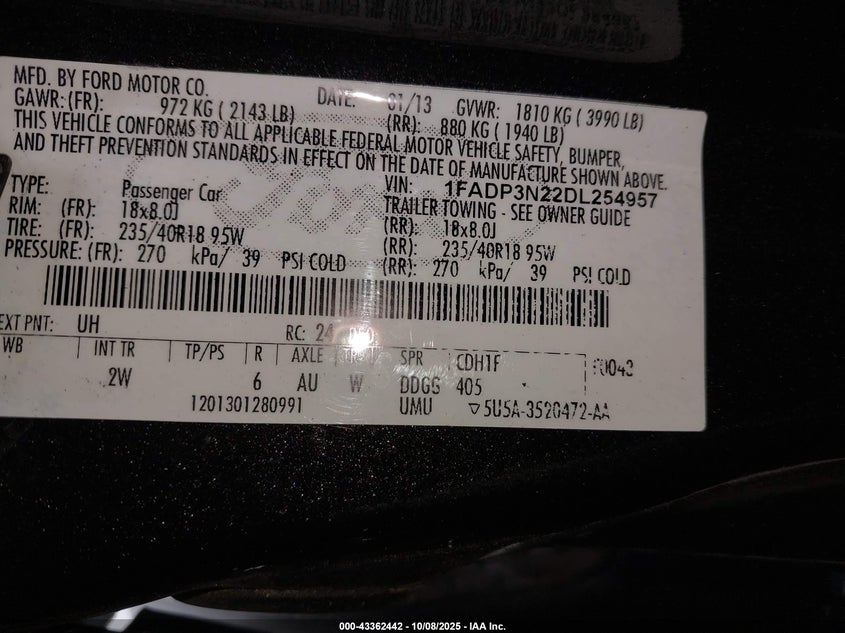 MFD. BY FORD MOTOR CO. DATE: 01/13 GVWR: 1810 KG ( 3990 LB)
GAWR: (FR): 972 KG ( 2143 LB) (RR): 880 KG ( 1940 LB)
THIS VEHICLE CONFORMS TO ALL APPLICABLE FEDERAL MOTOR VEHICLE SAFETY, BUMPER,
AND THEFT PREVENTION STANDARDS IN EFFECT ON THE DATE OF MANUFACTURE SHOWN ABOVE.
TYPE: Passenger Car VIN: 1FADP3N22DL254957
TRAILER TOWING - SEE OWNER GUIDE
RIM: (FR): 18x8.0J (RR): 18x8.0J
TIRE: (FR): 235/40R18 95W (RR): 235/40R18 95W
PRESSURE: (FR): 270 kPa/ 39 PSI COLD (RR): 270 kPa/ 39 PSI COLD
EXT PNT: UH RC: 24
WB INT TR TP/PS R AXLE SPR CDH1F
2W 6 AU W DDGG 405
1201301280991 UMU ▽5U5A-3520472-AA
000-43362442 - 10/08/2025 - IAA Inc.